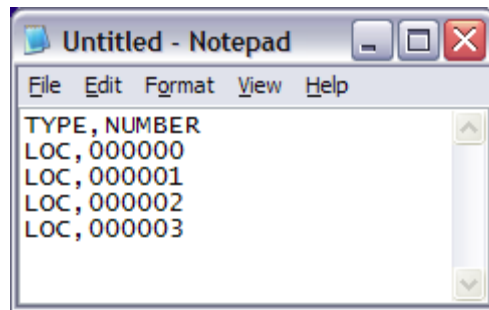 Untitled - Notepad
File Edit Format View Help
TYPE,NUMBER
LOC,000000
LOC,000001
LOC,000002
LOC,000003